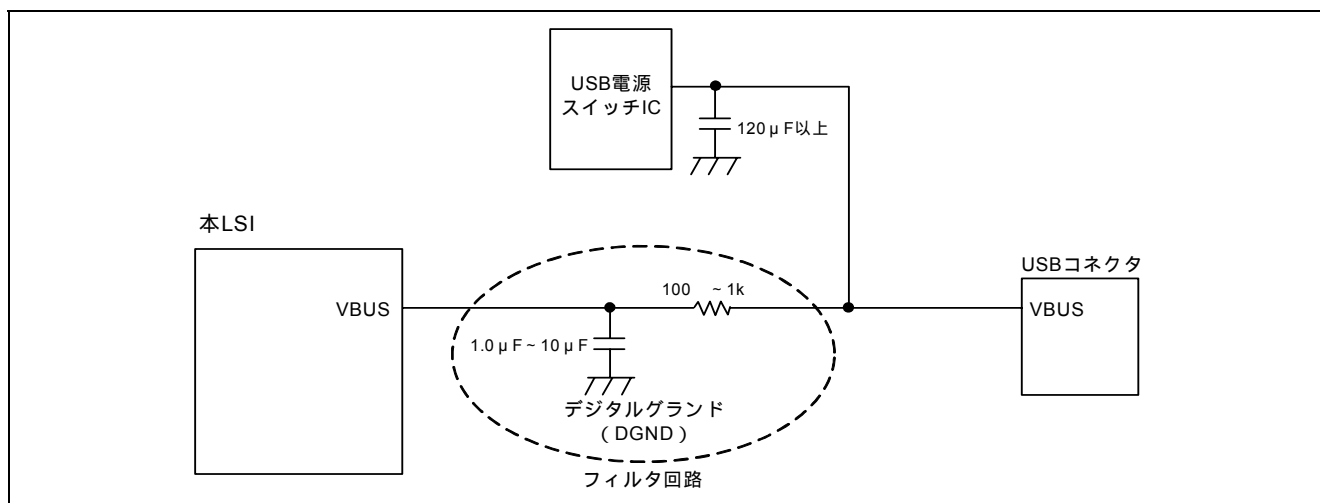 USB電源
スイッチIC
120μF以上
本LSI
USBコネクタ
100 ~1k
VBUS
VBUS
1.0μF~10μF
デジタルグランド
(DGND)
フィルタ回路